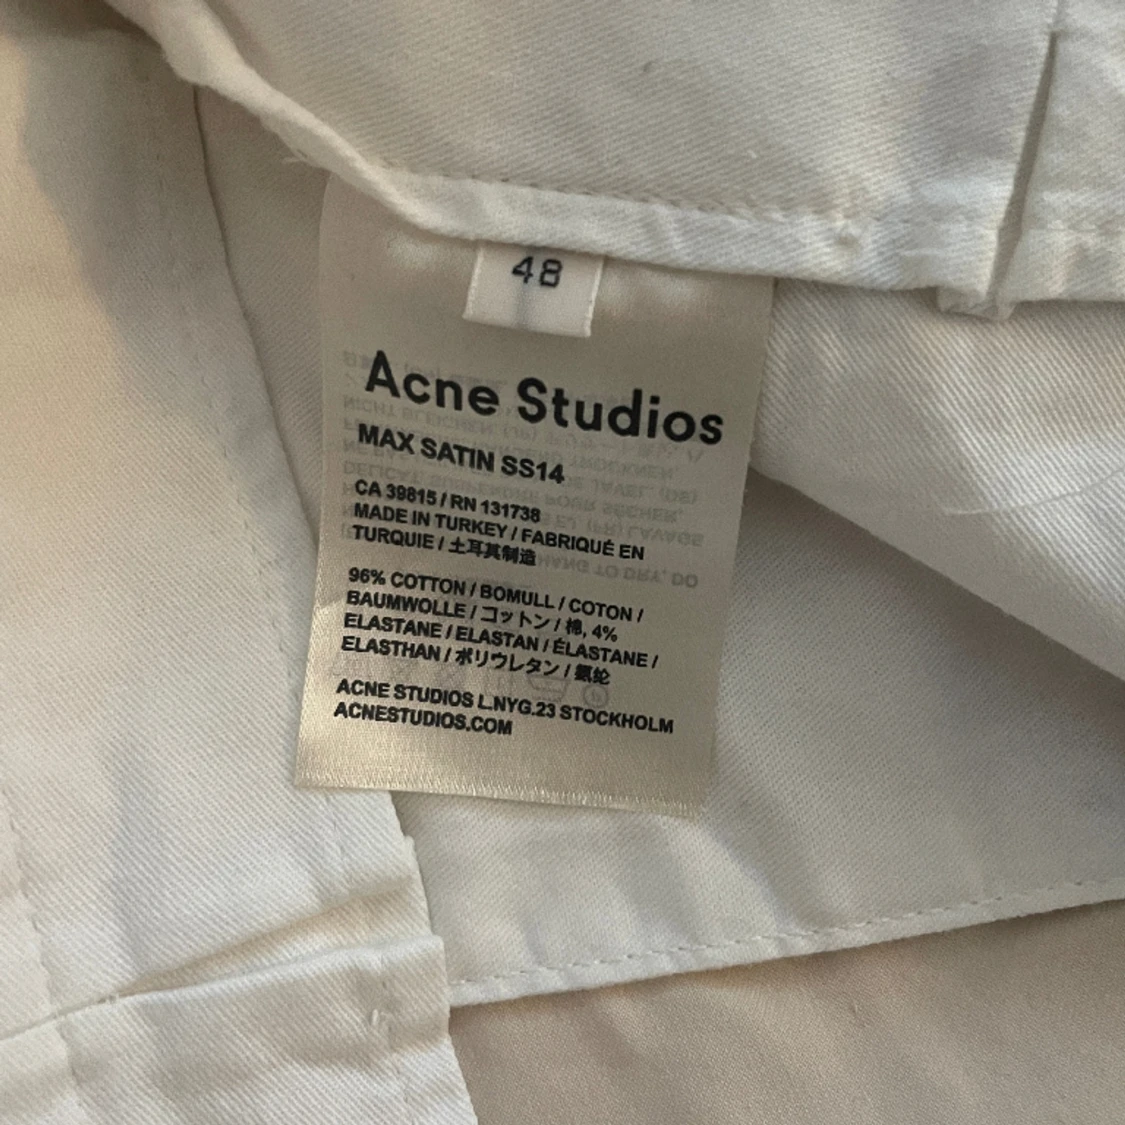 48
Acne Studios
MAX SATIN SS14
CA 39815 / RN 131738
MADE IN TURKEY / FABRIQUÉ EN
TURQUIE / 土耳其制造
96% COTTON / BOMULL / COTON /
BAUMWOLLE / コットン / 棉, 4%
ELASTANE / ELASTAN / ÉLASTANE /
ELASTHAN / ポリウレタン / 氨纶
ACNE STUDIOS L.NYG.23 STOCKHOLM
ACNESTUDIOS.COM